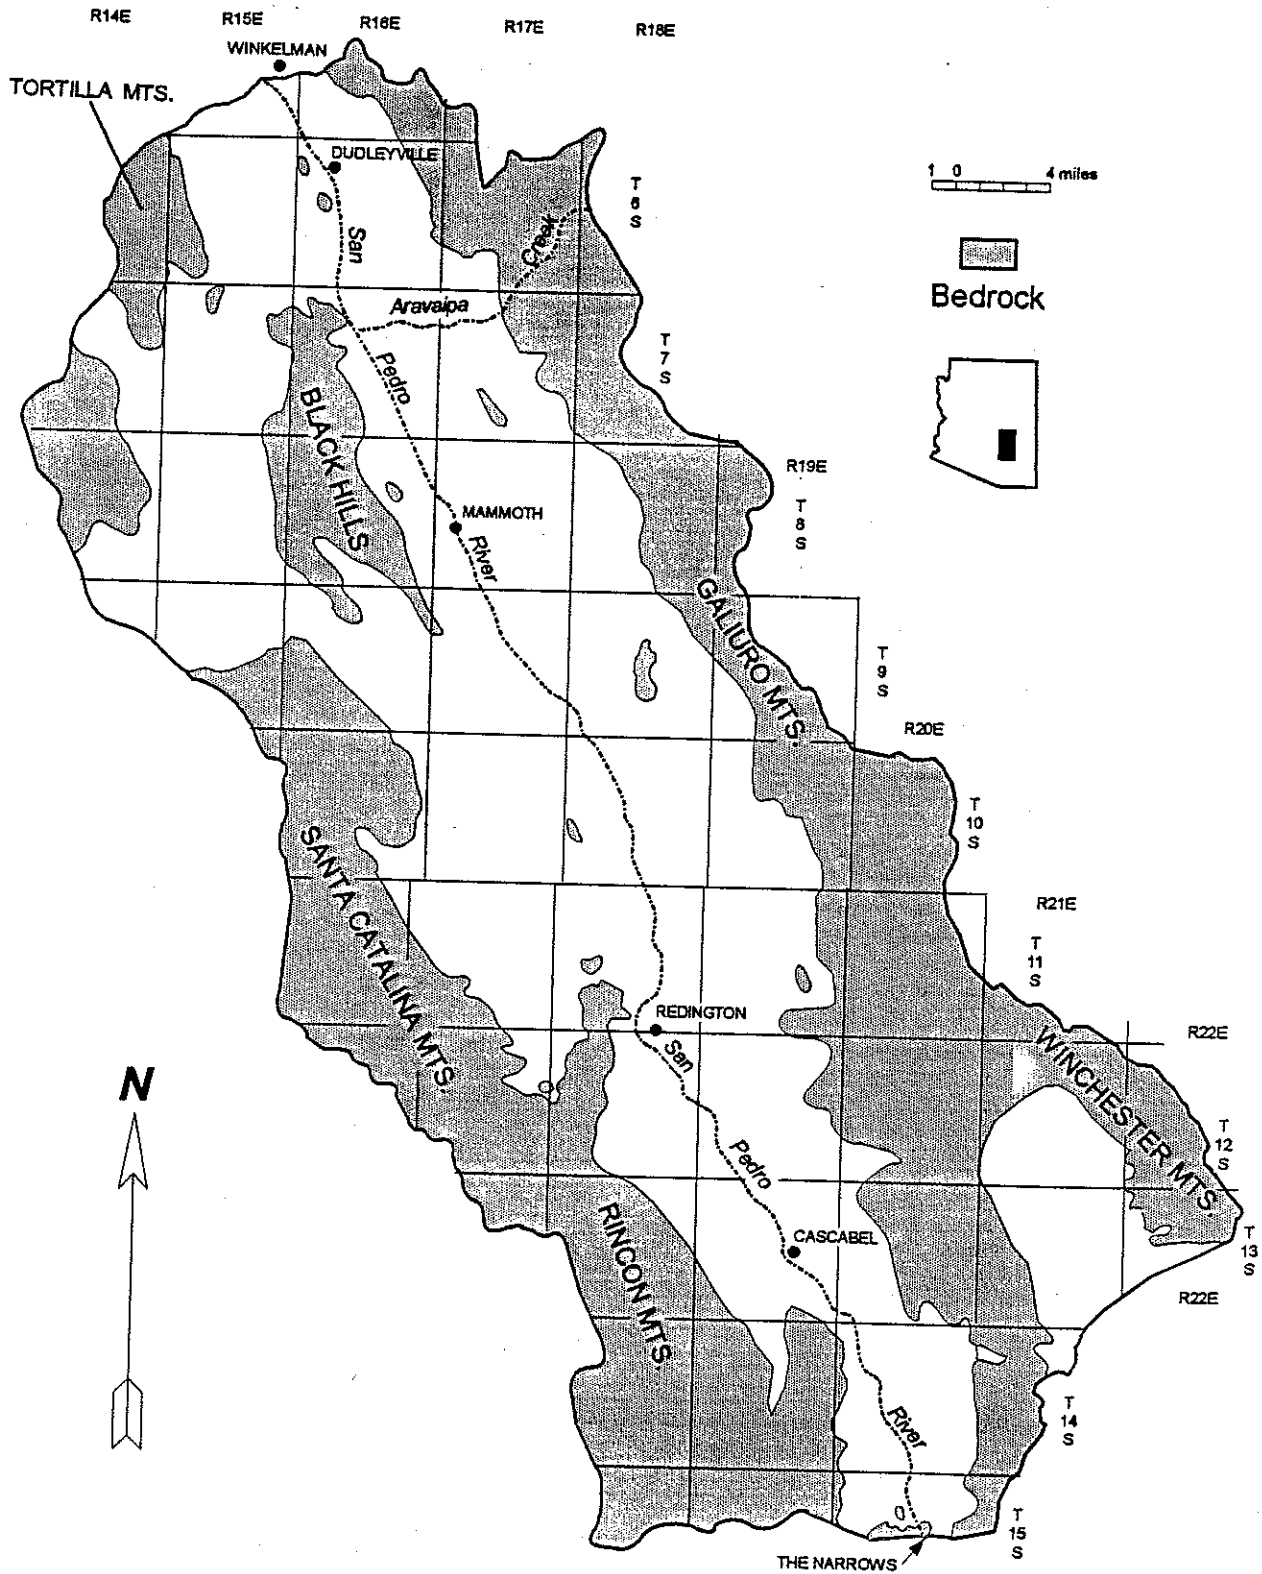 R14E
R15E
R16E
R17E
R18E
WINKELMAN
TORTILLA MTS.
DUDLEYVILLE
1 0 4 miles
T
6
S
San
Creek
Bedrock
Aravaipa
T
7
S
Pedro
BLACK HILLS
R19E
T
8
S
MAMMOTH
River
GALIURO MTS.
T
9
S
R20E
T
10
S
SANTA CATALINA MTS.
R21E
T
11
S
REDINGTON
San
R22E
WINCHESTER MTS.
N
T
12
S
Pedro
RINCON MTS.
CASCABEL
T
13
S
R22E
T
14
S
River
T
15
S
THE NARROWS